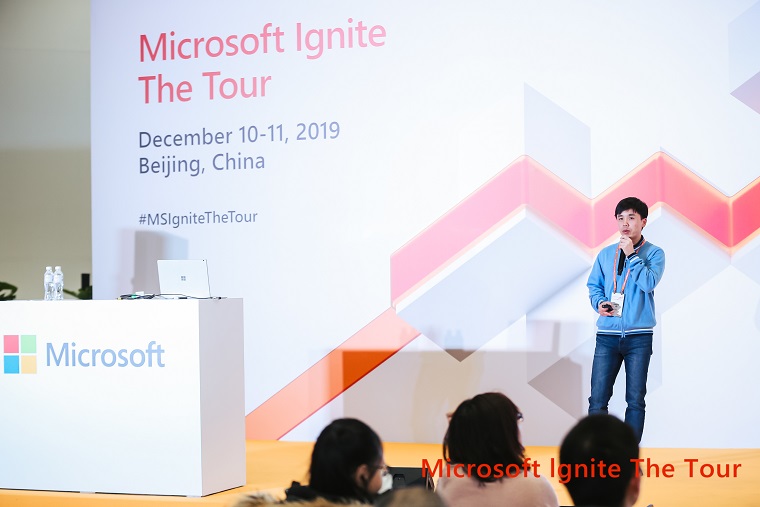 Microsoft Ignite
The Tour
December 10-11, 2019
Beijing, China
#MSIgniteTheTour
Microsoft
Microsoft Ignite The Tour